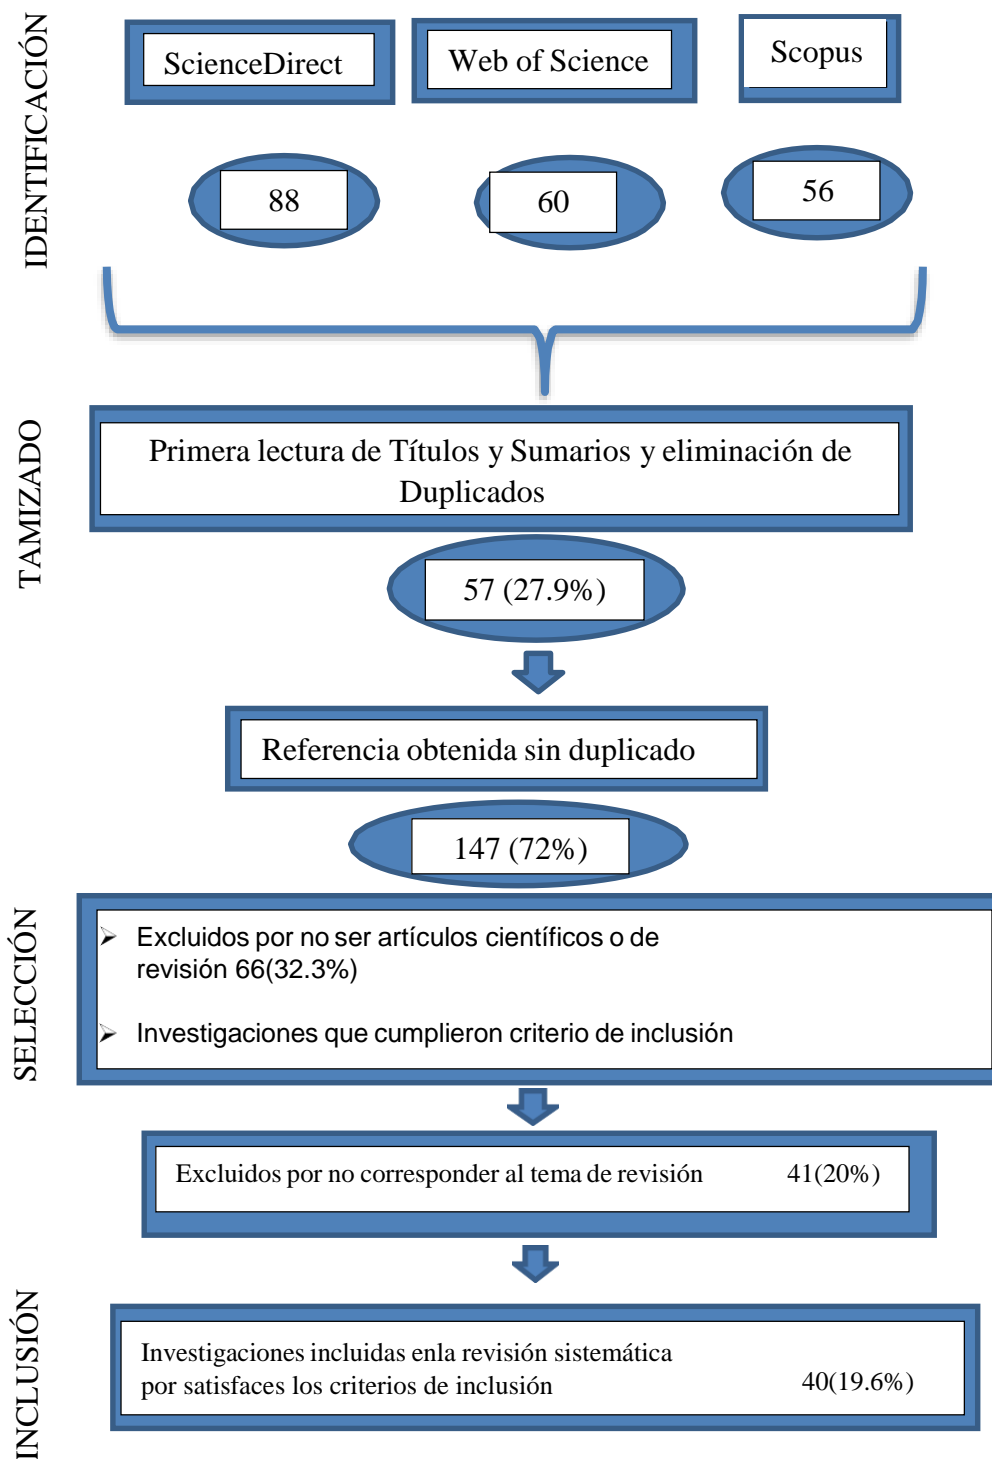 IDENTIFICACIÓN
ScienceDirect
Web of Science
Scopus
88
60
56
TAMIZADO
Primera lectura de Títulos y Sumarios y eliminación de
Duplicados
57 (27.9%)
Referencia obtenida sin duplicado
147 (72%)
SELECCIÓN
➢ Excluidos por no ser artículos científicos o de
revisión 66(32.3%)
➢ Investigaciones que cumplieron criterio de inclusión
Excluidos por no corresponder al tema de revisión 41(20%)
INCLUSIÓN
Investigaciones incluidas enla revisión sistemática
por satisfaces los criterios de inclusión 40(19.6%)